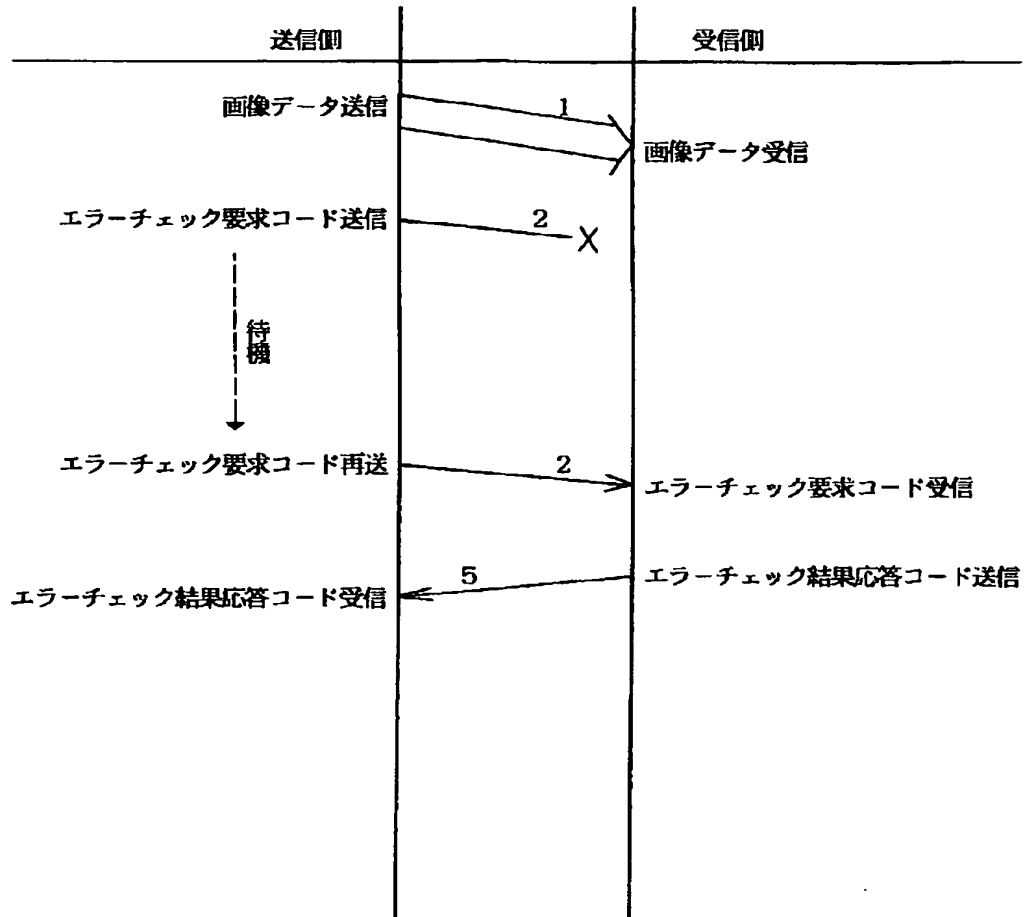 送信側
受信側
画像データ送信
1
画像データ受信
エラーチェック要求コード送信
2
X
待機
エラーチェック要求コード再送
2
エラーチェック要求コード受信
5
エラーチェック結果応答コード送信
エラーチェック結果応答コード受信